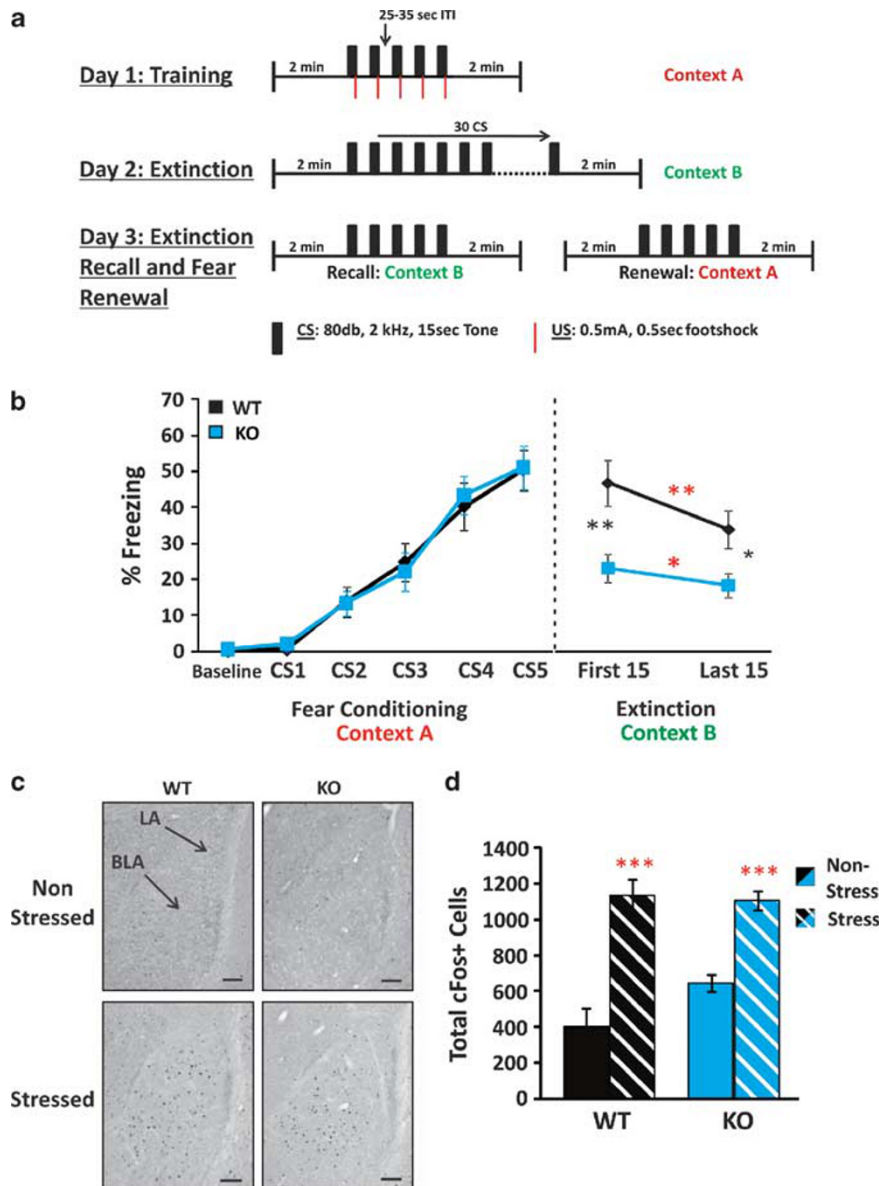 a
25-35 sec ITI
Day 1: Training
2 min
2 min
Context A
30 CS
Day 2: Extinction
2 min
2 min
Context B
Day 3: Extinction
Recall and Fear
Renewal
2 min
2 min
Recall: Context B
2 min
2 min
Renewal: Context A
CS: 80db, 2 kHz, 15sec Tone
US: 0.5mA, 0.5sec footshock
b
WT
KO
% Freezing
70
60
50
40
30
20
10
0
**
**
*
*
Baseline CS1 CS2 CS3 CS4 CS5
First 15 Last 15
Fear Conditioning
Context A
Extinction
Context B
c
WT KO
Non
Stressed
LA
BLA
Stressed
d
Total cFos+ Cells
1400
1200
1000
800
600
400
200
0
*** ***
Non-
Stress
Stress
WT KO